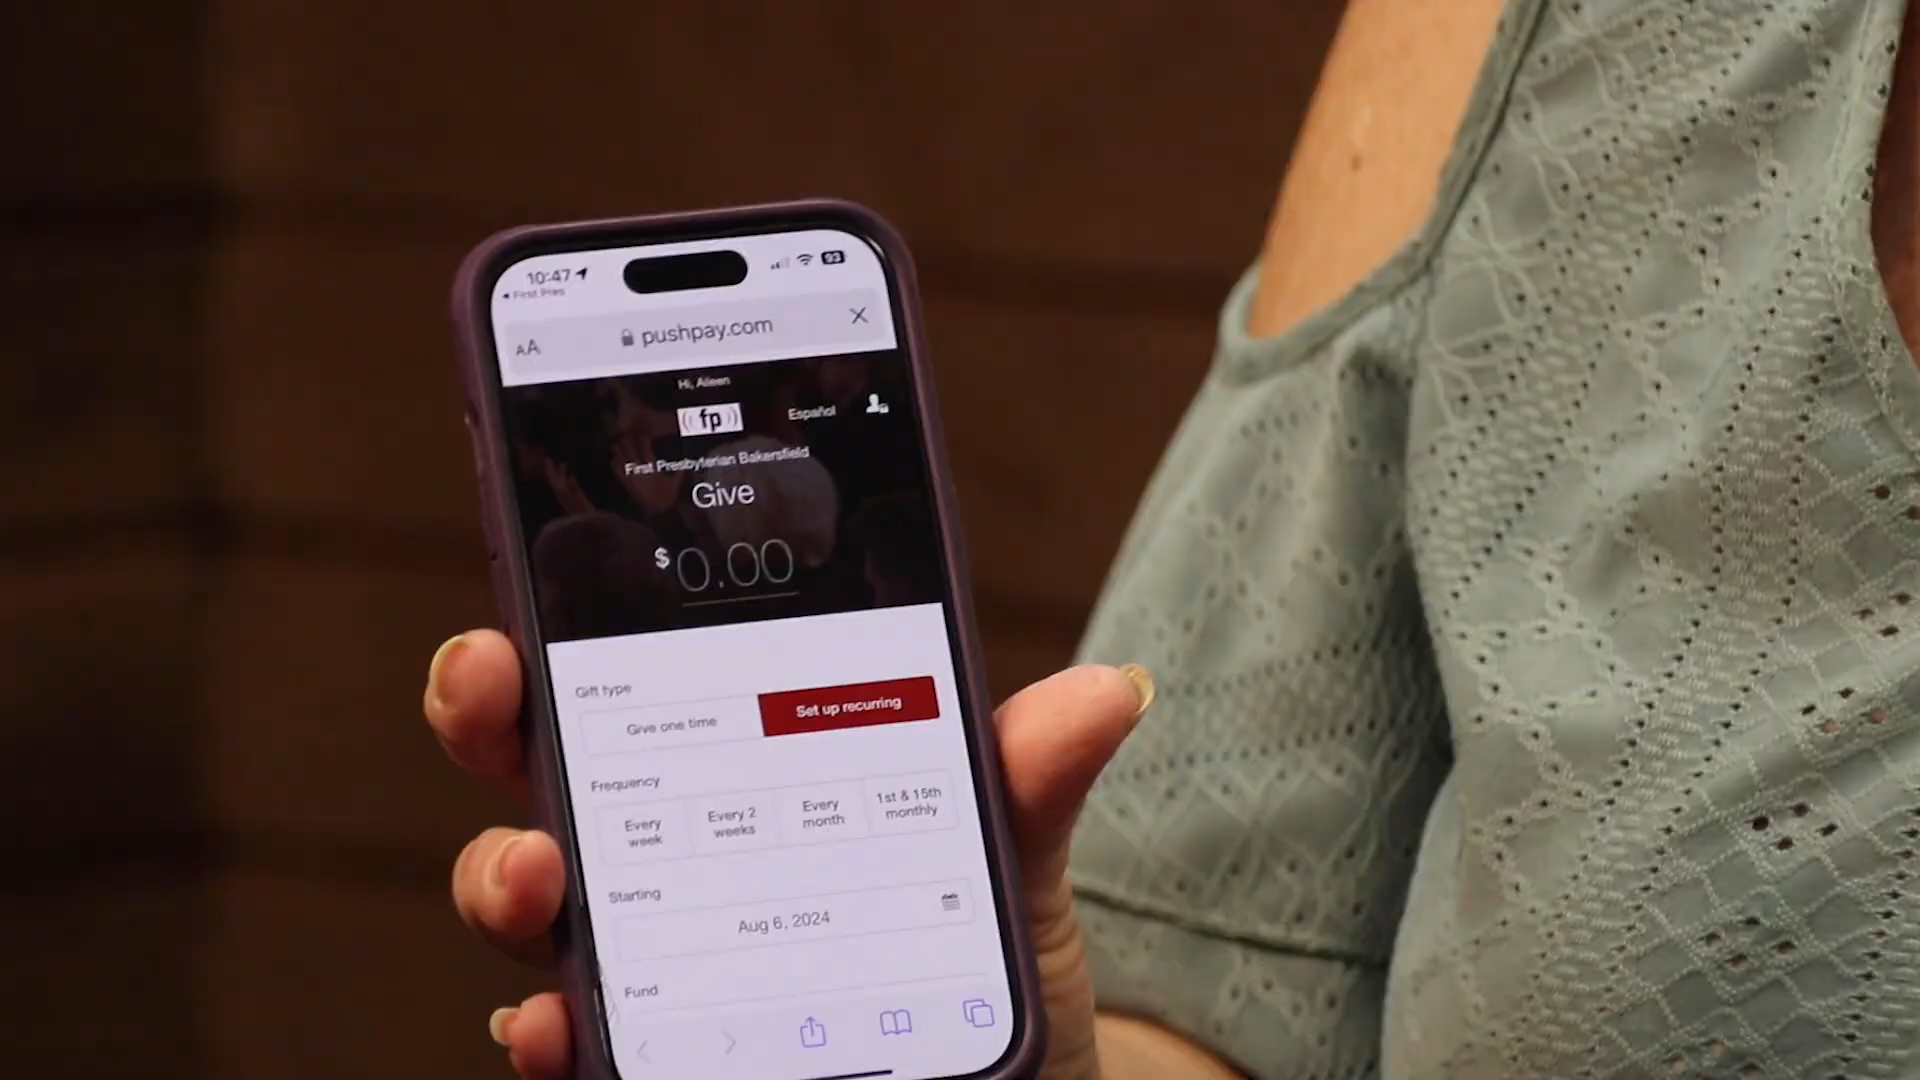 10:47
93
◂ First Pres
AA
pushpay.com
Hi, Aileen
fp
Español
First Presbyterian Bakersfield
Give
$0.00
Gift type
Give one time
Set up recurring
Frequency
Every week
Every 2 weeks
Every month
1st & 15th monthly
Starting
Aug 6, 2024
Fund